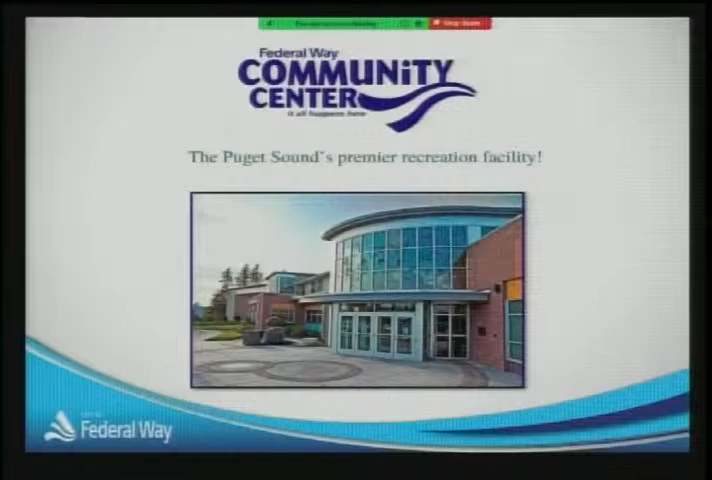 Federal Way
COMMUNiTY
CENTER
it all happens here
The Puget Sound's premier recreation facility!
Federal Way